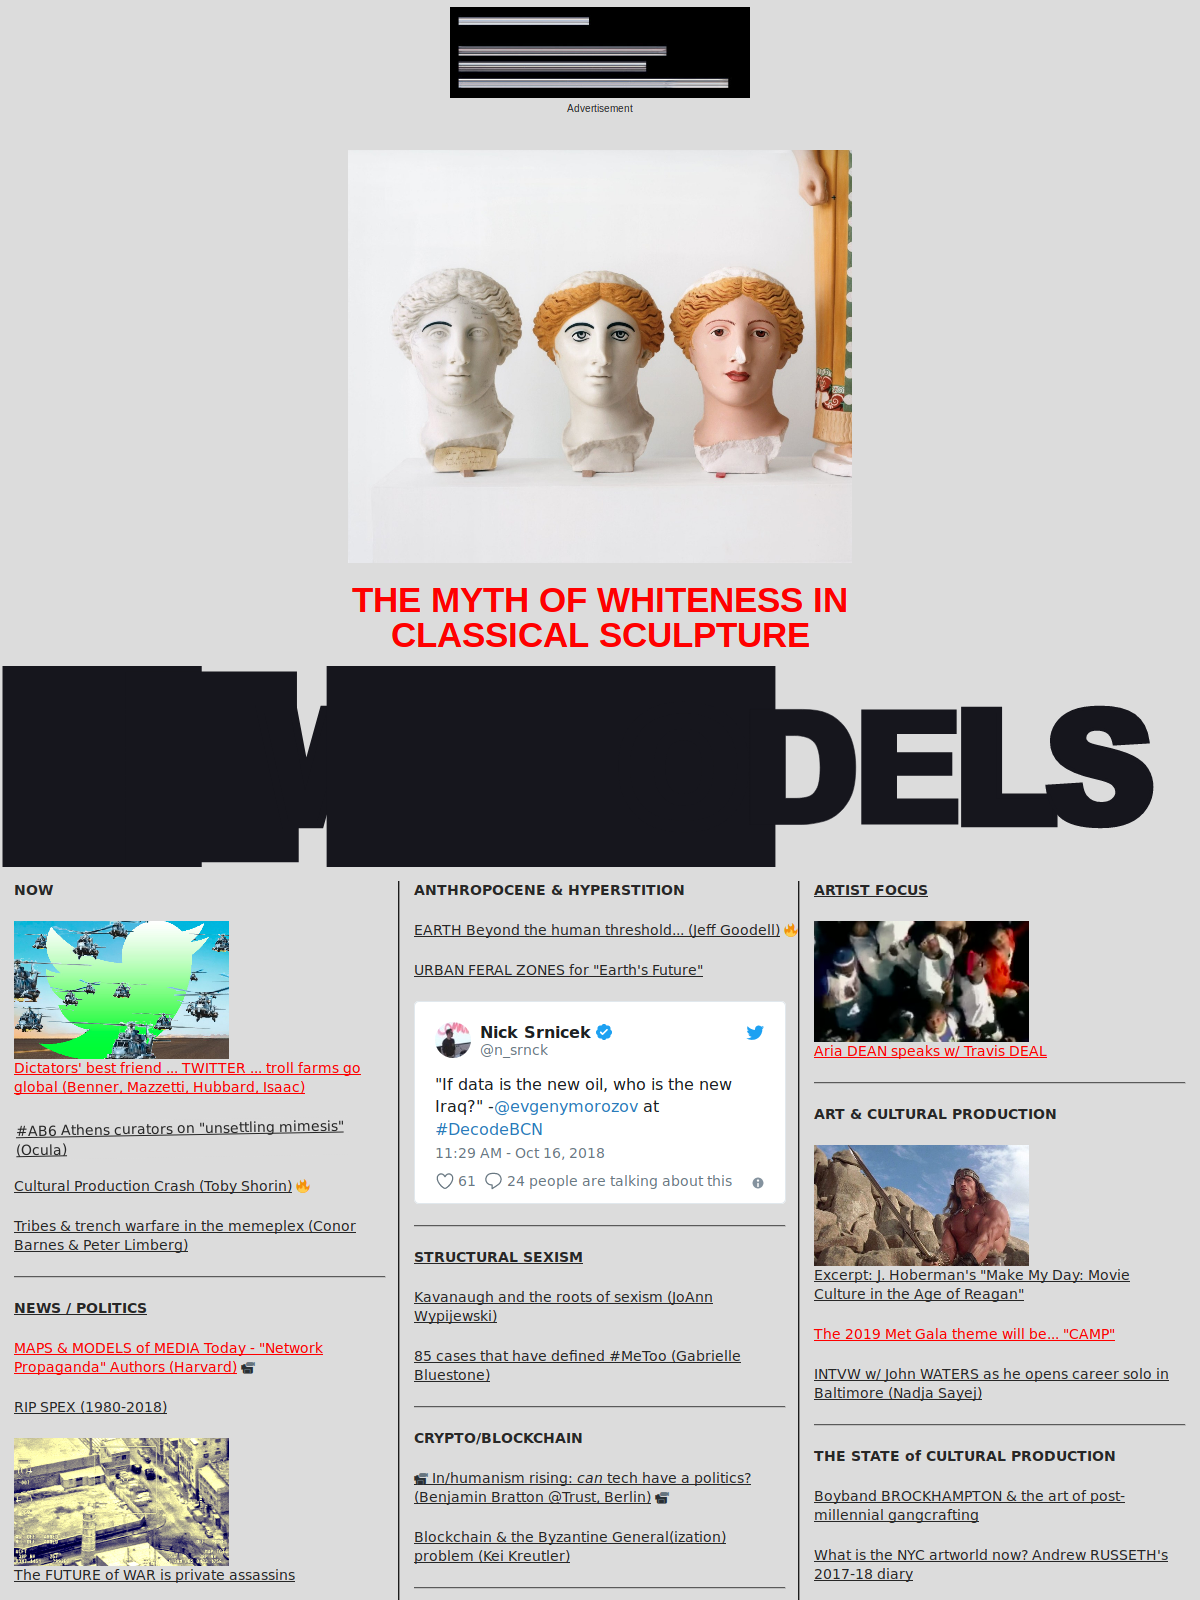 Advertisement
THE MYTH OF WHITENESS IN
CLASSICAL SCULPTURE
DELS
NOW
Dictators' best friend ... TWITTER ... troll farms go
global (Benner, Mazzetti, Hubbard, Isaac)
#AB6 Athens curators on "unsettling mimesis"
(Ocula)
Cultural Production Crash (Toby Shorin)
Tribes & trench warfare in the memeplex (Conor
Barnes & Peter Limberg)
NEWS / POLITICS
MAPS & MODELS of MEDIA Today - "Network
Propaganda" Authors (Harvard)
RIP SPEX (1980-2018)
The FUTURE of WAR is private assassins
ANTHROPOCENE & HYPERSTITION
EARTH Beyond the human threshold... (Jeff Goodell)
URBAN FERAL ZONES for "Earth's Future"
Nick Srnicek
@n_srnck
"If data is the new oil, who is the new
Iraq?" -@evgenymorozov at
#DecodeBCN
11:29 AM - Oct 16, 2018
61 24 people are talking about this
STRUCTURAL SEXISM
Kavanaugh and the roots of sexism (JoAnn
Wypijewski)
85 cases that have defined #MeToo (Gabrielle
Bluestone)
CRYPTO/BLOCKCHAIN
In/humanism rising: can tech have a politics?
(Benjamin Bratton @Trust, Berlin)
Blockchain & the Byzantine General(ization)
problem (Kei Kreutler)
ARTIST FOCUS
Aria DEAN speaks w/ Travis DEAL
ART & CULTURAL PRODUCTION
Excerpt: J. Hoberman's "Make My Day: Movie
Culture in the Age of Reagan"
The 2019 Met Gala theme will be... "CAMP"
INTVW w/ John WATERS as he opens career solo in
Baltimore (Nadja Sayej)
THE STATE of CULTURAL PRODUCTION
Boyband BROCKHAMPTON & the art of post-
millennial gangcrafting
What is the NYC artworld now? Andrew RUSSETH's
2017-18 diary